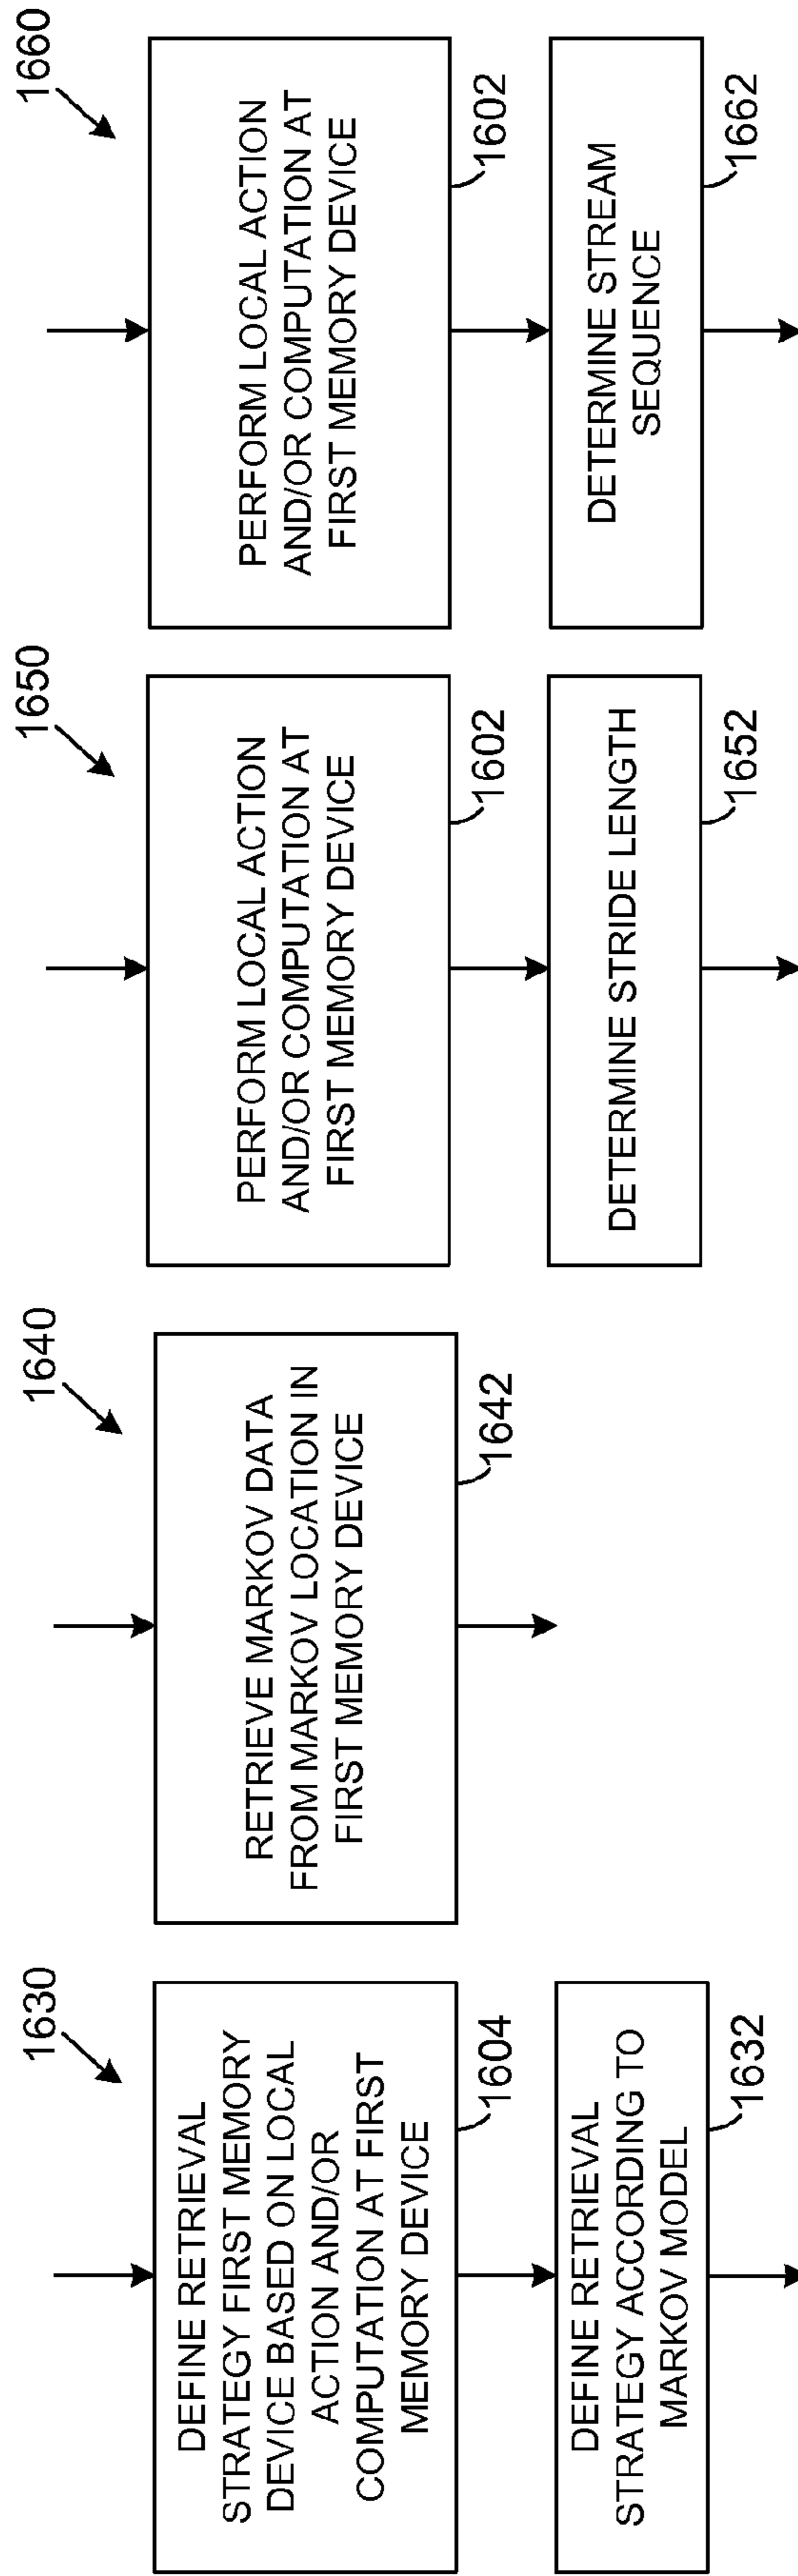 1630
DEFINE RETRIEVAL
STRATEGY FIRST MEMORY
DEVICE BASED ON LOCAL
ACTION AND/OR
COMPUTATION AT FIRST
MEMORY DEVICE
1604
DEFINE RETRIEVAL
STRATEGY ACCORDING TO
MARKOV MODEL
1632
1640
RETRIEVE MARKOV DATA
FROM MARKOV LOCATION IN
FIRST MEMORY DEVICE
1642
1650
PERFORM LOCAL ACTION
AND/OR COMPUTATION AT
FIRST MEMORY DEVICE
1602
DETERMINE STRIDE LENGTH
1652
1660
PERFORM LOCAL ACTION
AND/OR COMPUTATION AT
FIRST MEMORY DEVICE
1602
DETERMINE STREAM
SEQUENCE
1662